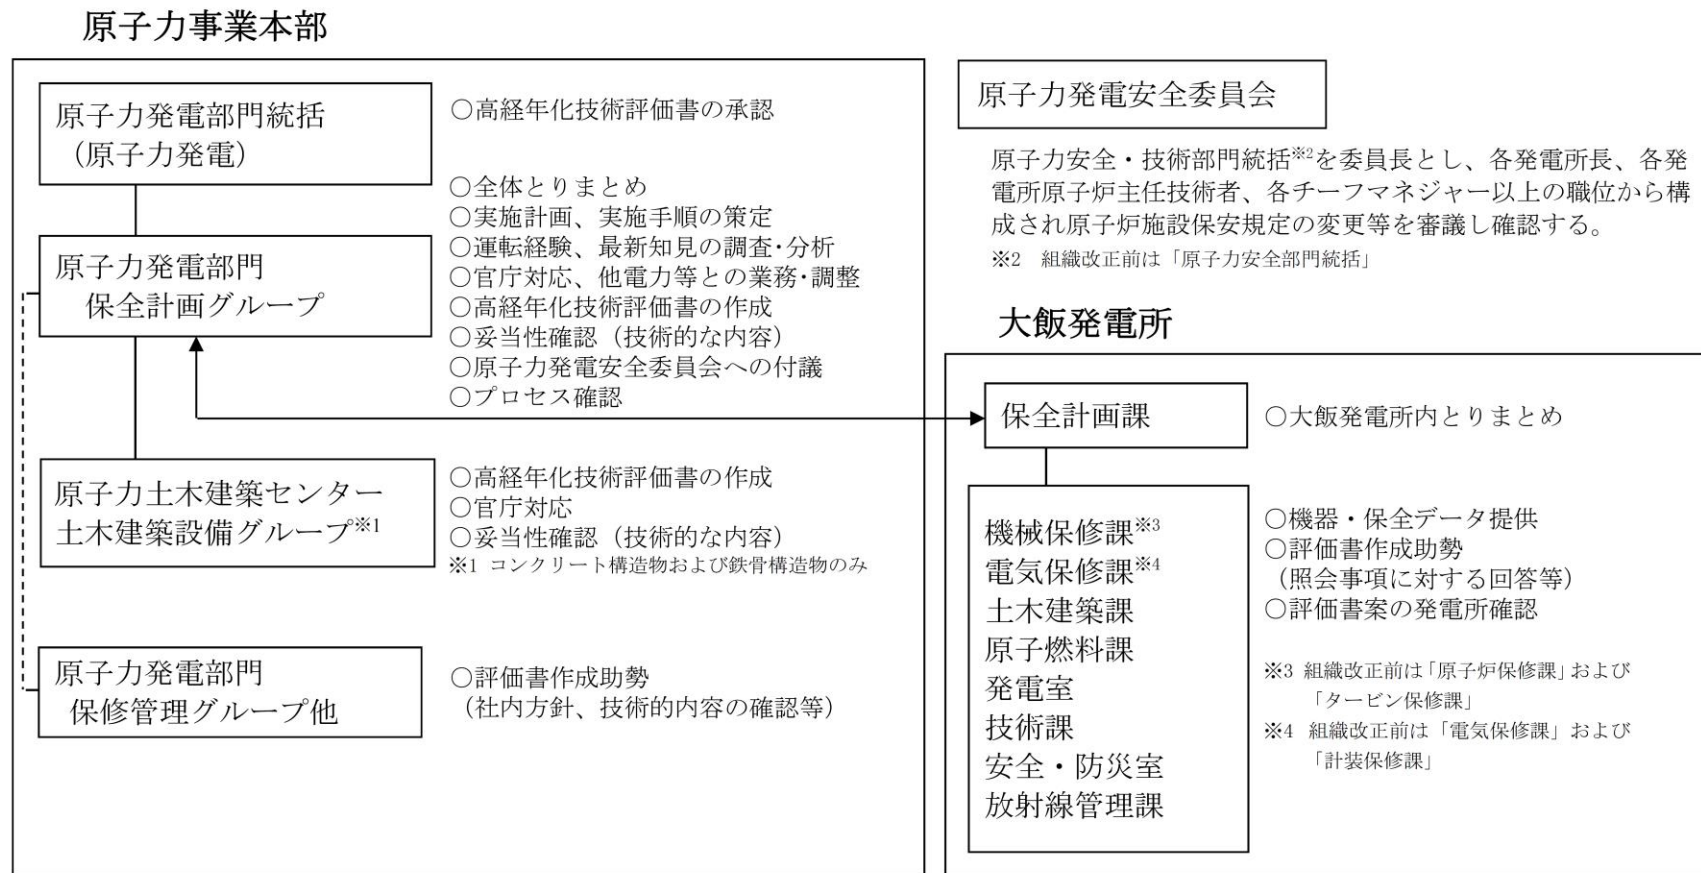 原子力事業本部
原子力発電部門統括
（原子力発電）
○高経年化技術評価書の承認
原子力発電部門
保全計画グループ
○全体とりまとめ
○実施計画、実施手順の策定
○運転経験、最新知見の調査･分析
○官庁対応、他電力等との業務･調整
○高経年化技術評価書の作成
○妥当性確認（技術的な内容）
○原子力発電安全委員会への付議
○プロセス確認
原子力土木建築センター
土木建築設備グループ※1
○高経年化技術評価書の作成
○官庁対応
○妥当性確認（技術的な内容）
※1 コンクリート構造物および鉄骨構造物のみ
原子力発電部門
保修管理グループ他
○評価書作成助勢
（社内方針、技術的内容の確認等）
原子力発電安全委員会
原子力安全・技術部門統括※2を委員長とし、各発電所長、各発
電所原子炉主任技術者、各チーフマネジャー以上の職位から構
成され原子炉施設保安規定の変更等を審議し確認する。
※2 組織改正前は「原子力安全部門統括」
大飯発電所
保全計画課
○大飯発電所内とりまとめ
機械保修課※3
電気保修課※4
土木建築課
原子燃料課
発電室
技術課
安全・防災室
放射線管理課
○機器・保全データ提供
○評価書作成助勢
（照会事項に対する回答等）
○評価書案の発電所確認
※3 組織改正前は「原子炉保修課」および
「タービン保修課」
※4 組織改正前は「電気保修課」および
「計装保修課」